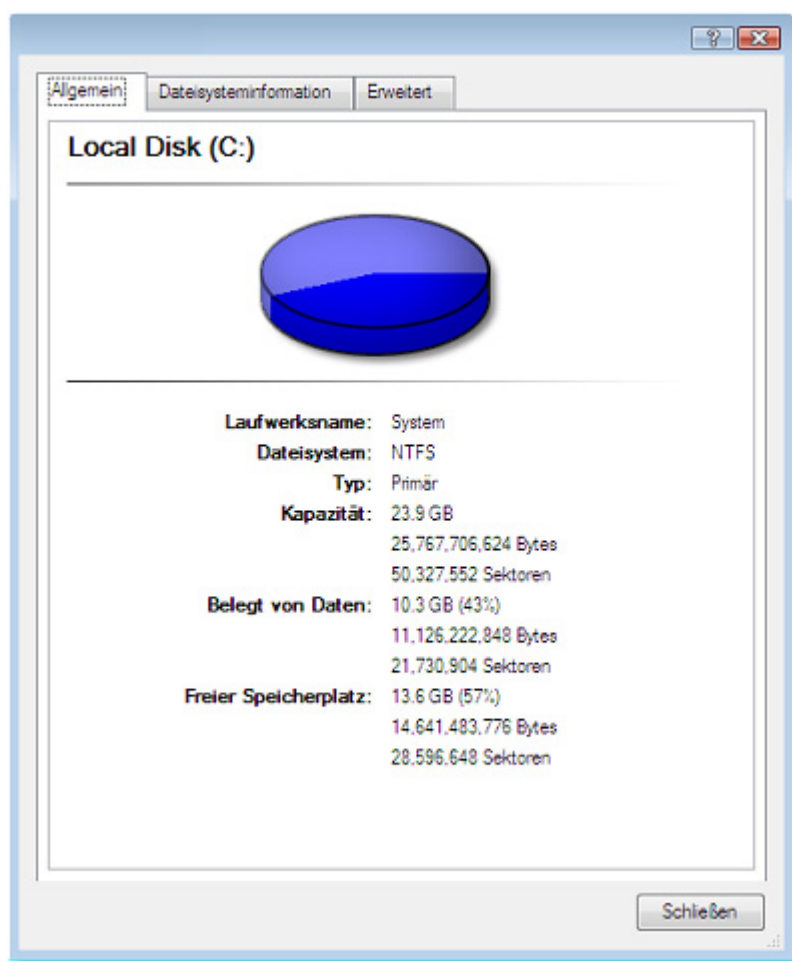 Allgemein Dateisysteminformation Erweitert
Local Disk (C:)
Laufwerksname: System
Dateisystem: NTFS
Typ: Primär
Kapazität: 23.9 GB
25,767,706,624 Bytes
50,327,552 Sektoren
Belegt von Daten: 10.3 GB (43%)
11,126,222,848 Bytes
21,730,904 Sektoren
Freier Speicherplatz: 13.6 GB (57%)
14,641,483,776 Bytes
28,596,648 Sektoren
Schließen